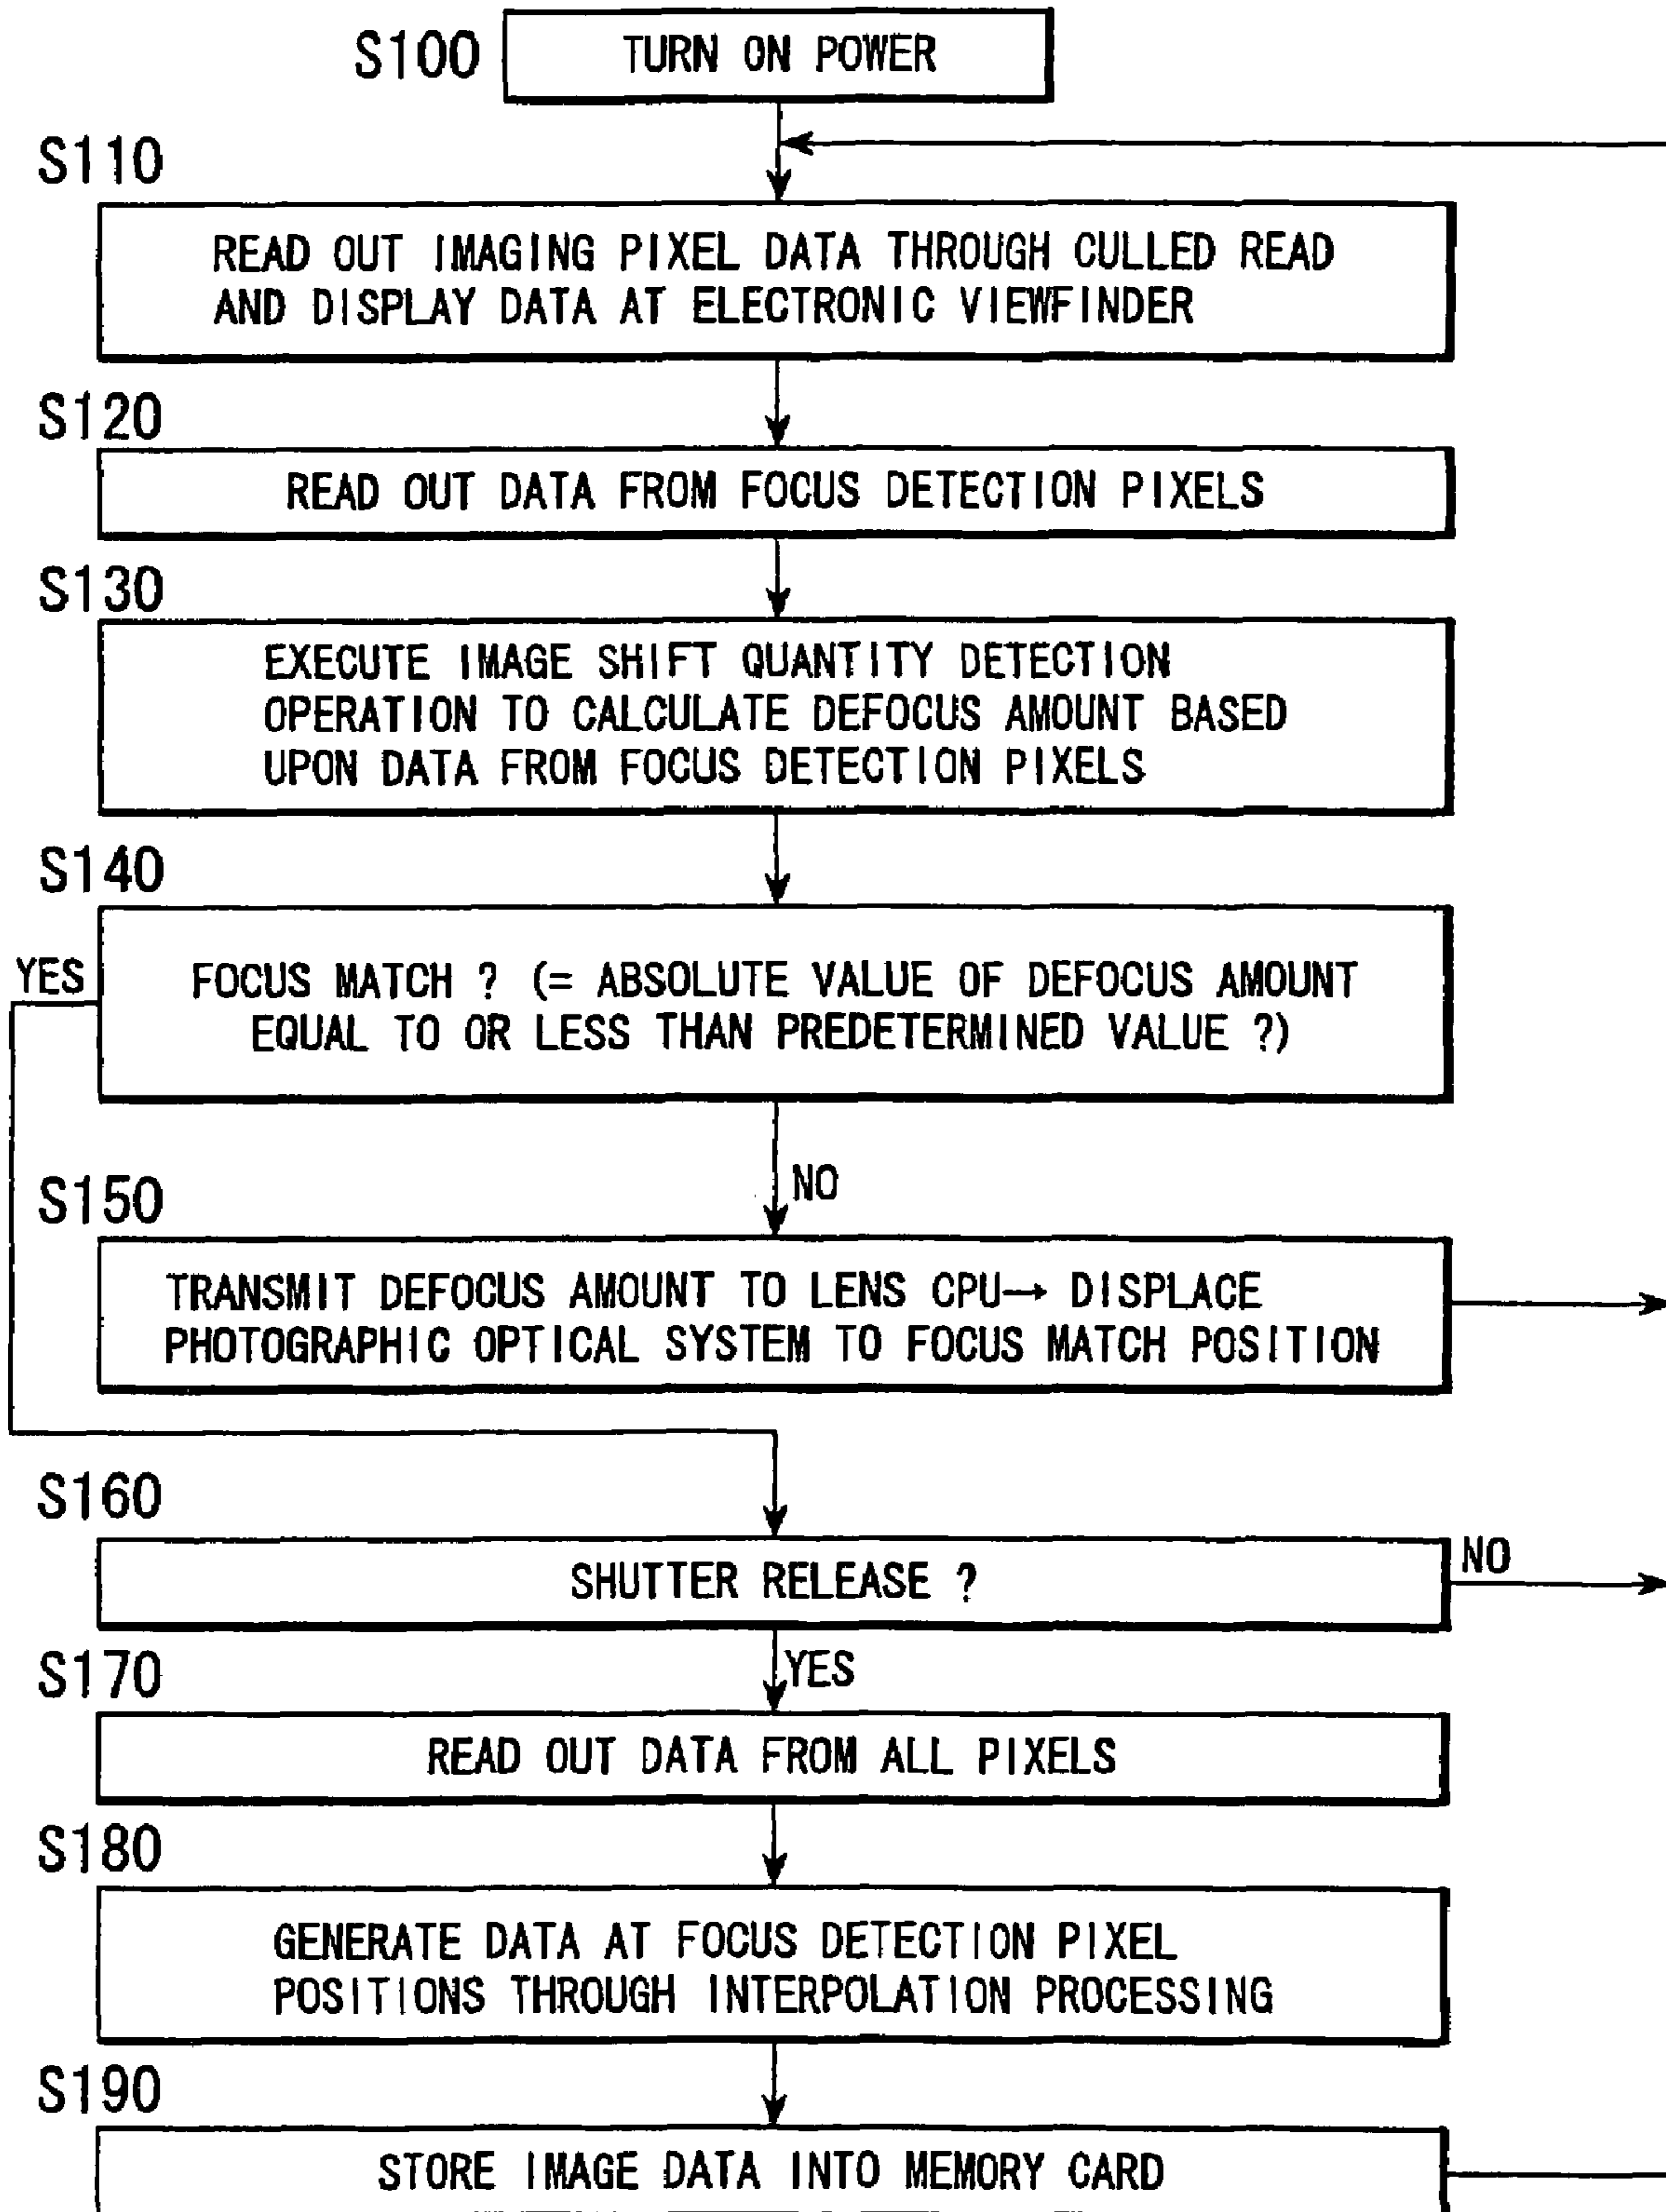 S100
TURN ON POWER
S110
READ OUT IMAGING PIXEL DATA THROUGH CULLED READ
AND DISPLAY DATA AT ELECTRONIC VIEWFINDER
S120
READ OUT DATA FROM FOCUS DETECTION PIXELS
S130
EXECUTE IMAGE SHIFT QUANTITY DETECTION
OPERATION TO CALCULATE DEFOCUS AMOUNT BASED
UPON DATA FROM FOCUS DETECTION PIXELS
S140
YES
FOCUS MATCH ? (= ABSOLUTE VALUE OF DEFOCUS AMOUNT
EQUAL TO OR LESS THAN PREDETERMINED VALUE ?)
NO
S150
TRANSMIT DEFOCUS AMOUNT TO LENS CPU→ DISPLACE
PHOTOGRAPHIC OPTICAL SYSTEM TO FOCUS MATCH POSITION
S160
SHUTTER RELEASE ?
NO
YES
S170
READ OUT DATA FROM ALL PIXELS
S180
GENERATE DATA AT FOCUS DETECTION PIXEL
POSITIONS THROUGH INTERPOLATION PROCESSING
S190
STORE IMAGE DATA INTO MEMORY CARD